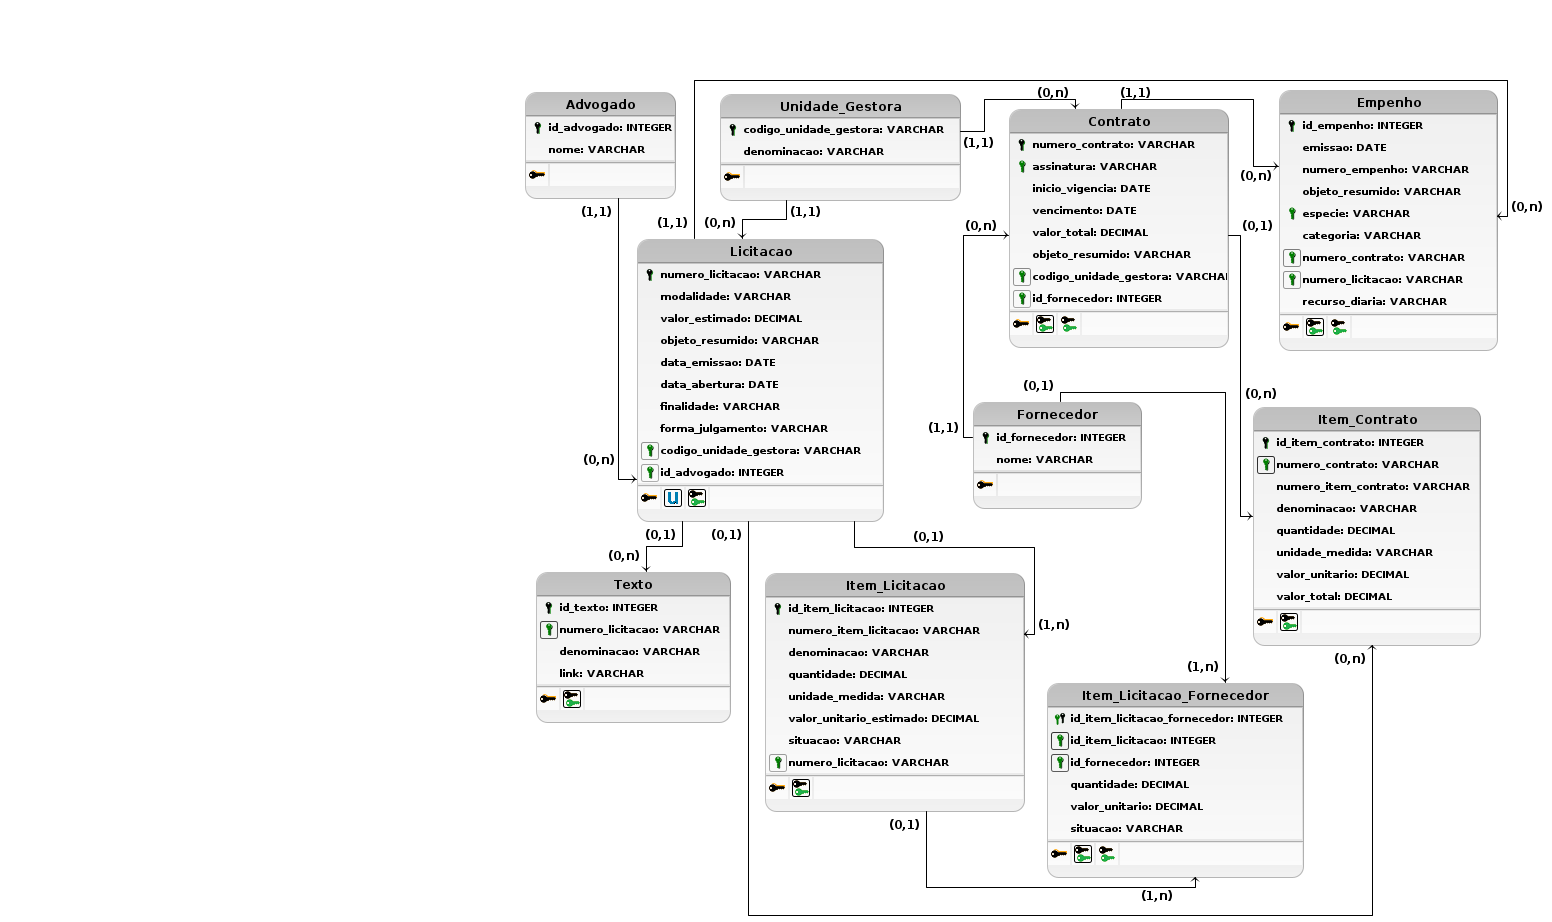 Advogado
id_advogado: INTEGER
nome: VARCHAR
Unidade_Gestora
codigo_unidade_gestora: VARCHAR
denominacao: VARCHAR
(1,1)
(0,n)
Contrato
numero_contrato: VARCHAR
assinatura: VARCHAR
inicio_vigencia: DATE
vencimento: DATE
valor_total: DECIMAL
objeto_resumido: VARCHAR
codigo_unidade_gestora: VARCHA
id_fornecedor: INTEGER
(1,1)
(0,n)
Empenho
id_empenho: INTEGER
emissao: DATE
numero_empenho: VARCHAR
objeto_resumido: VARCHAR
especie: VARCHAR
categoria: VARCHAR
numero_contrato: VARCHAR
numero_licitacao: VARCHAR
recurso_diaria: VARCHAR
(0,n)
(1,1)
(1,1)
(0,n)
(1,1)
(0,n)
Licitacao
numero_licitacao: VARCHAR
modalidade: VARCHAR
valor_estimado: DECIMAL
objeto_resumido: VARCHAR
data_emissao: DATE
data_abertura: DATE
finalidade: VARCHAR
forma_julgamento: VARCHAR
codigo_unidade_gestora: VARCHAR
id_advogado: INTEGER
U
(0,n)
(0,n)
(1,1)
(0,1)
Fornecedor
id_fornecedor: INTEGER
nome: VARCHAR
(0,1)
(0,n)
Item_Contrato
id_item_contrato: INTEGER
numero_contrato: VARCHAR
numero_item_contrato: VARCHAR
denominacao: VARCHAR
quantidade: DECIMAL
unidade_medida: VARCHAR
valor_unitario: DECIMAL
valor_total: DECIMAL
(0,1)
(0,1)
(0,1)
(0,n)
Texto
id_texto: INTEGER
numero_licitacao: VARCHAR
denominacao: VARCHAR
link: VARCHAR
Item_Licitacao
id_item_licitacao: INTEGER
numero_item_licitacao: VARCHAR
denominacao: VARCHAR
quantidade: DECIMAL
unidade_medida: VARCHAR
valor_unitario_estimado: DECIMAL
situacao: VARCHAR
numero_licitacao: VARCHAR
(1,n)
(1,n)
(0,n)
Item_Licitacao_Fornecedor
id_item_licitacao_fornecedor: INTEGER
id_item_licitacao: INTEGER
id_fornecedor: INTEGER
quantidade: DECIMAL
valor_unitario: DECIMAL
situacao: VARCHAR
(0,1)
(1,n)